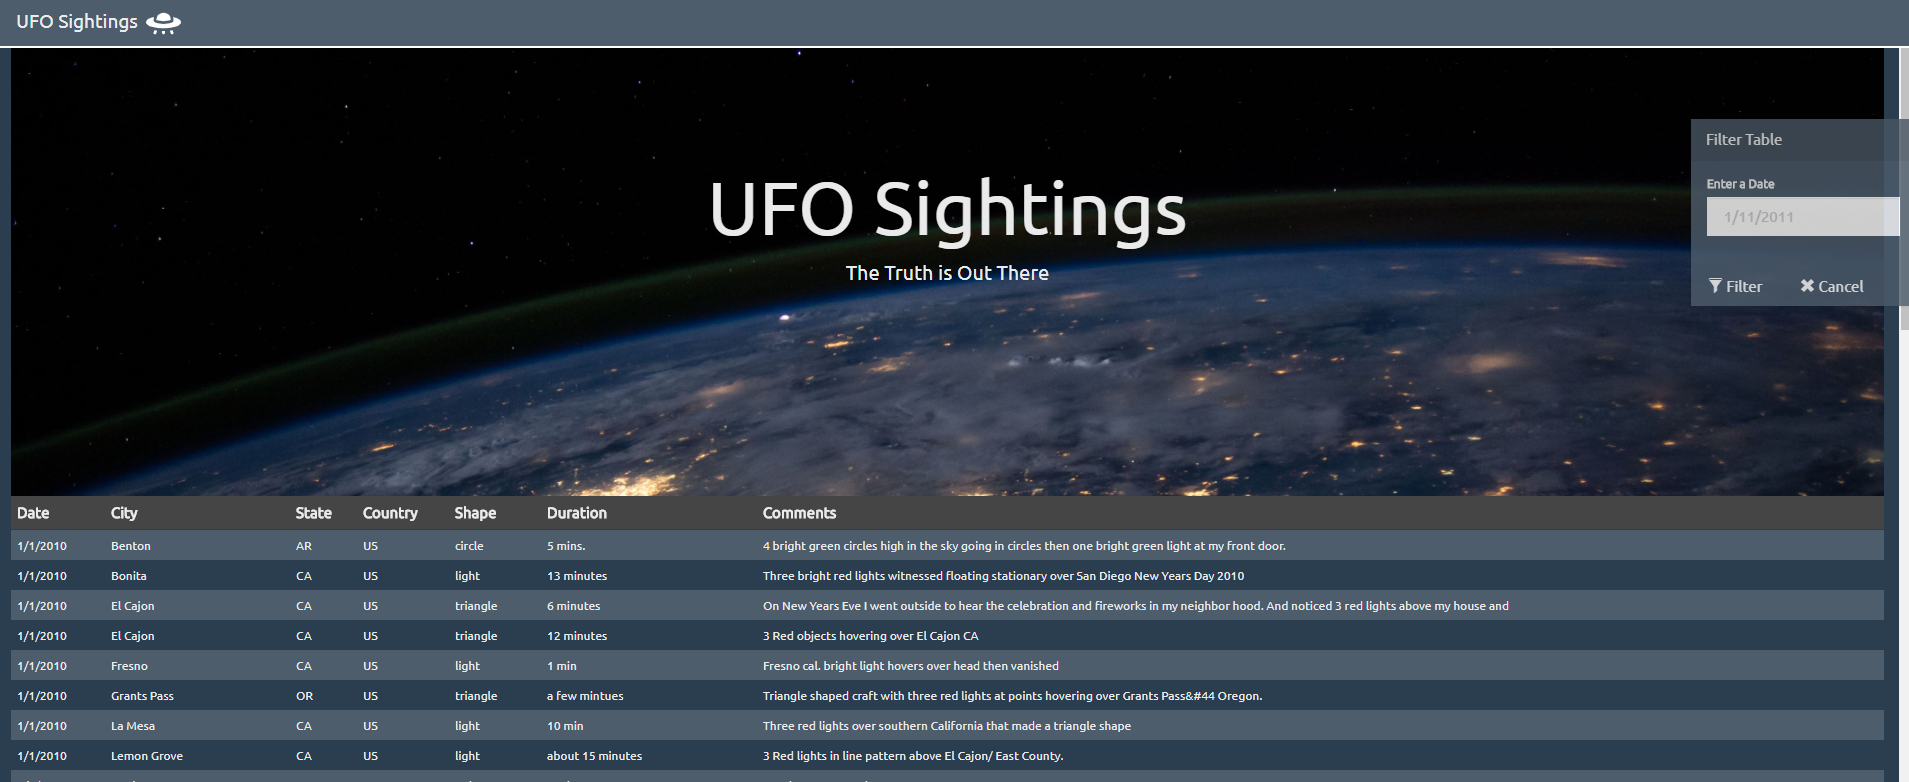 UFO Sightings
Filter Table
Enter a Date
1/11/2011
Filter Cancel
UFO Sightings
The Truth is Out There
Date City State Country Shape Duration Comments
1/1/2010 Benton AR US circle 5 mins. 4 bright green circles high in the sky going in circles then one bright green light at my front door.
1/1/2010 Bonita CA US light 13 minutes Three bright red lights witnessed floating stationary over San Diego New Years Day 2010
1/1/2010 El Cajon CA US triangle 6 minutes On New Years Eve I went outside to hear the celebration and fireworks in my neighbor hood. And noticed 3 red lights above my house and
1/1/2010 El Cajon CA US triangle 12 minutes 3 Red objects hovering over El Cajon CA
1/1/2010 Fresno CA US light 1 min Fresno cal. bright light hovers over head then vanished
1/1/2010 Grants Pass OR US triangle a few mintues Triangle shaped craft with three red lights at points hovering over Grants Pass&#44 Oregon.
1/1/2010 La Mesa CA US light 10 min Three red lights over southern California that made a triangle shape
1/1/2010 Lemon Grove CA US light about 15 minutes 3 Red lights in line pattern above El Cajon/ East County.